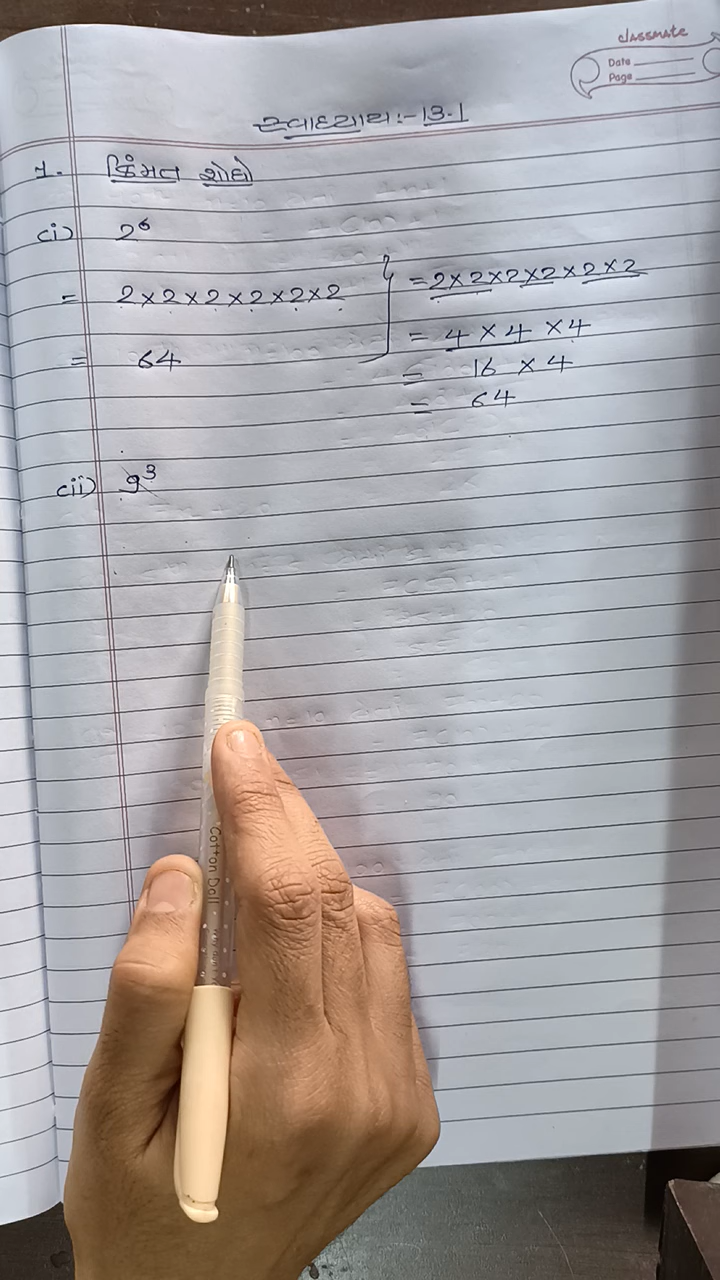 classmate
Date
Page
સ્વાધ્યાય:- 13.1
1. કિંમત શોધો
(i) 2⁶
= 2×2×2×2×2×2
= 64
= 2×2×2×2×2×2
= 4 × 4 × 4
= 16 × 4
= 64
(ii) 9³
Cotton Doll